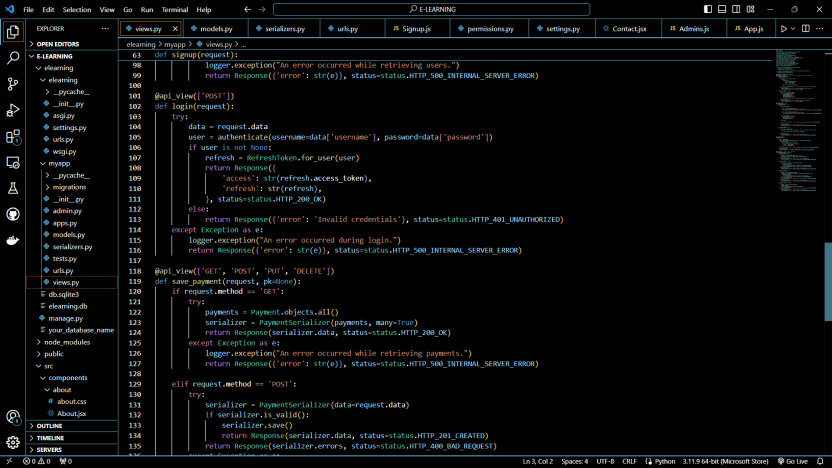 File Edit Selection View Go Run Terminal Help
E-LEARNING
EXPLORER
views.py models.py serializers.py urls.py Signup.js permissions.py settings.py Contact.jsx Admins.js App.js
elearning > myapp > views.py > ...
OPEN EDITORS
E-LEARNING
elearning
elearning
__pycache__
__init__.py
asgi.py
settings.py
urls.py
wsgi.py
myapp
__pycache__
migrations
__init__.py
admin.py
apps.py
models.py
serializers.py
tests.py
urls.py
views.py
db.sqlite3
elearning.db
manage.py
your_database_name
node_modules
public
src
components
about
about.css
About.jsx
OUTLINE
TIMELINE
SERVERS
63 def signup(request):
98 logger.exception("An error occurred while retrieving users.")
99 return Response({'error': str(e)}, status=status.HTTP_500_INTERNAL_SERVER_ERROR)
100
101 @api_view(['POST'])
102 def login(request):
103 try:
104 data = request.data
105 user = authenticate(username=data['username'], password=data['password'])
106 if user is not None:
107 refresh = RefreshToken.for_user(user)
108 return Response({
109 'access': str(refresh.access_token),
110 'refresh': str(refresh),
111 }, status=status.HTTP_200_OK)
112 else:
113 return Response({'error': 'Invalid credentials'}, status=status.HTTP_401_UNAUTHORIZED)
114 except Exception as e:
115 logger.exception("An error occurred during login.")
116 return Response({'error': str(e)}, status=status.HTTP_500_INTERNAL_SERVER_ERROR)
117
118 @api_view(['GET', 'POST', 'PUT', 'DELETE'])
119 def save_payment(request, pk=None):
120 if request.method == 'GET':
121 try:
122 payments = Payment.objects.all()
123 serializer = PaymentSerializer(payments, many=True)
124 return Response(serializer.data, status=status.HTTP_200_OK)
125 except Exception as e:
126 logger.exception("An error occurred while retrieving payments.")
127 return Response({'error': str(e)}, status=status.HTTP_500_INTERNAL_SERVER_ERROR)
128
129 elif request.method == 'POST':
130 try:
131 serializer = PaymentSerializer(data=request.data)
132 if serializer.is_valid():
133 serializer.save()
134 return Response(serializer.data, status=status.HTTP_201_CREATED)
135 return Response(serializer.errors, status=status.HTTP_400_BAD_REQUEST)
0 0 0 Ln 3, Col 2 Spaces: 4 UTF-8 CRLF Python 3.11.9 64-bit (Microsoft Store) Go Live